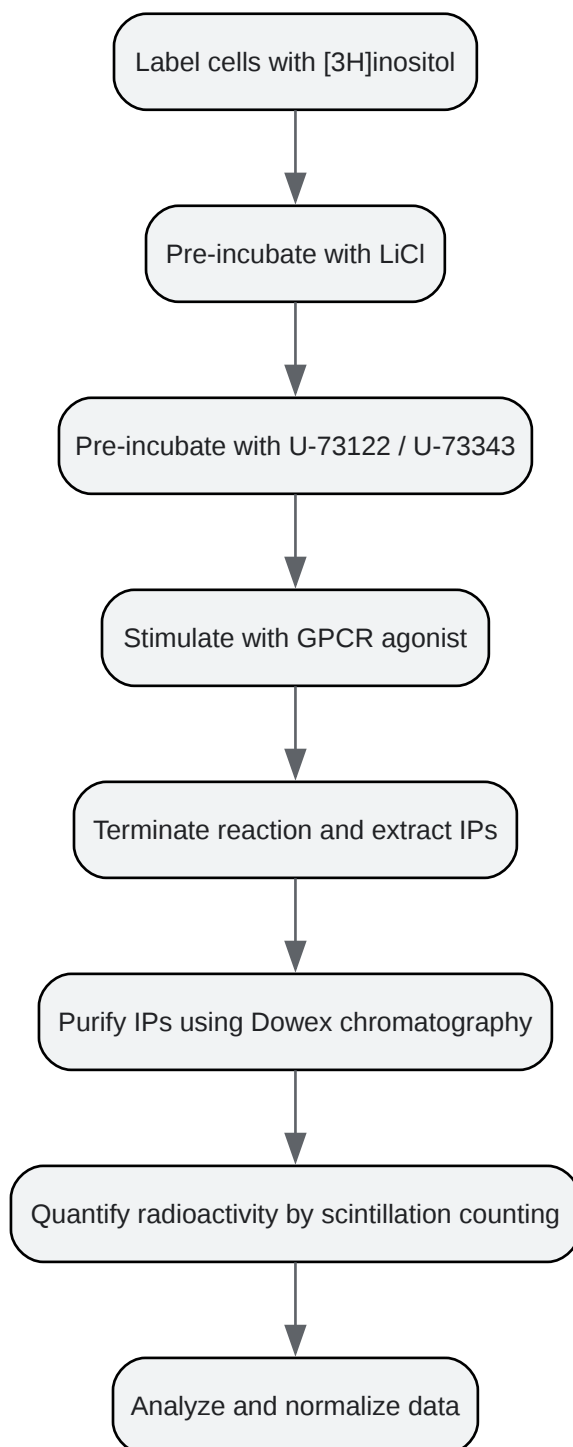 Label cells with [3H]inositol
Pre-incubate with LiCl
Pre-incubate with U-73122 / U-73343
Stimulate with GPCR agonist
Terminate reaction and extract IPs
Purify IPs using Dowex chromatography
Quantify radioactivity by scintillation counting
Analyze and normalize data